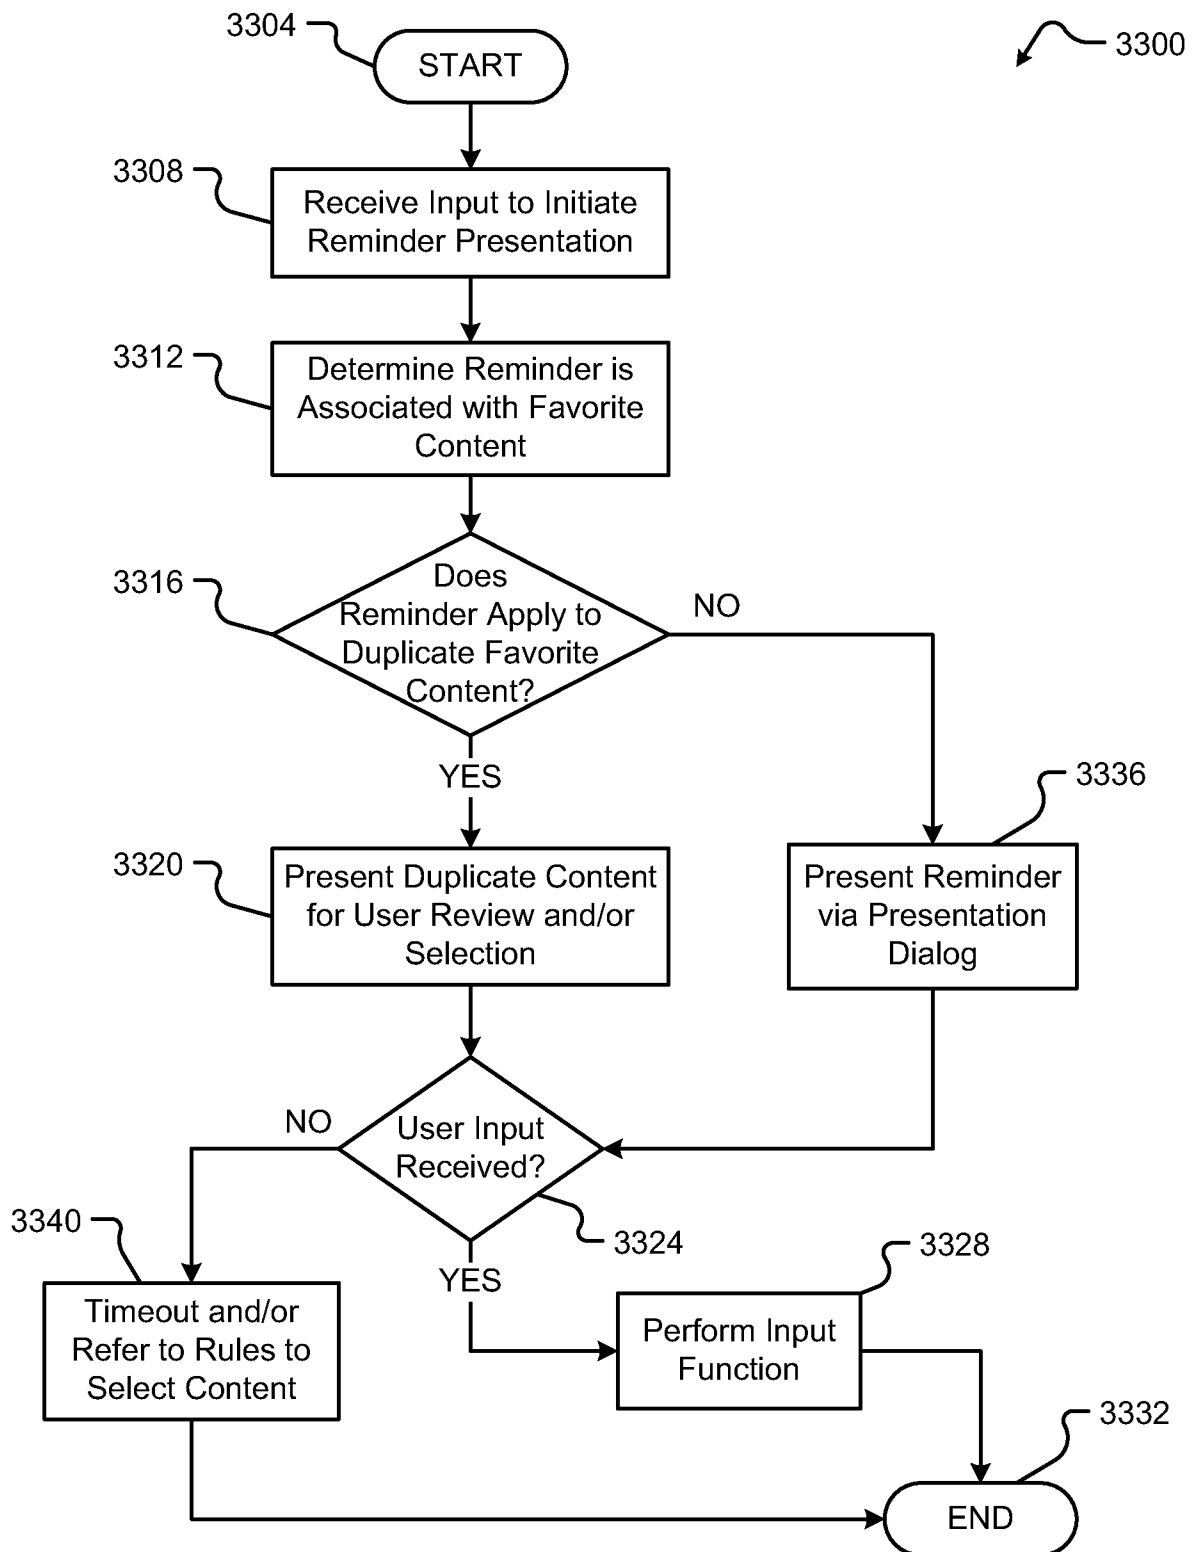 3304
START
3300
3308
Receive Input to Initiate
Reminder Presentation
3312
Determine Reminder is
Associated with Favorite
Content
3316
Does
Reminder Apply to
Duplicate Favorite
Content?
NO
YES
3336
3320
Present Duplicate Content
for User Review and/or
Selection
Present Reminder
via Presentation
Dialog
NO
User Input
Received?
3340
3324
3328
YES
Timeout and/or
Refer to Rules to
Select Content
Perform Input
Function
3332
END